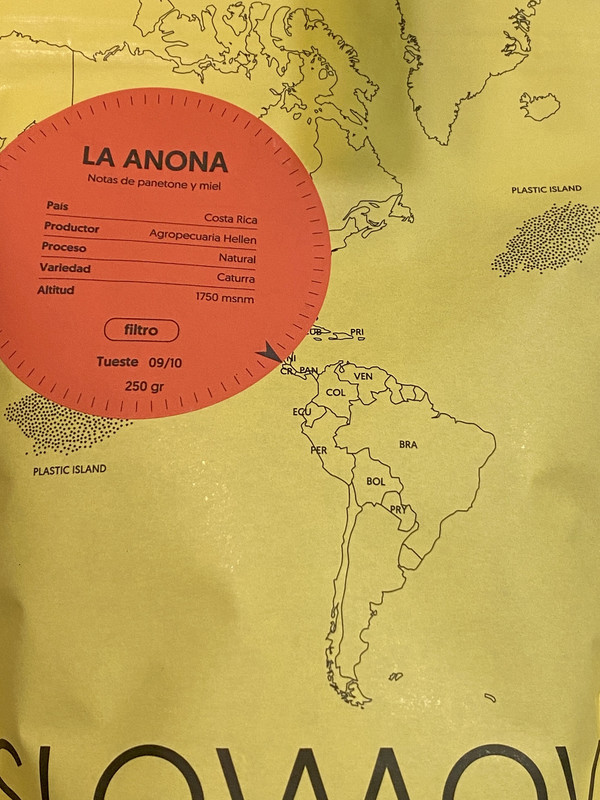 LA ANONA
Notas de panetone y miel
País Costa Rica
Productor Agropecuaria Hellen
Proceso Natural
Variedad Caturra
Altitud 1750 msnm
filtro
Tueste 09/10
250 gr
PLASTIC ISLAND
PRI
CR PAN
VEN
COL
ECU
PER
BRA
BOL
PRY
PLASTIC ISLAND